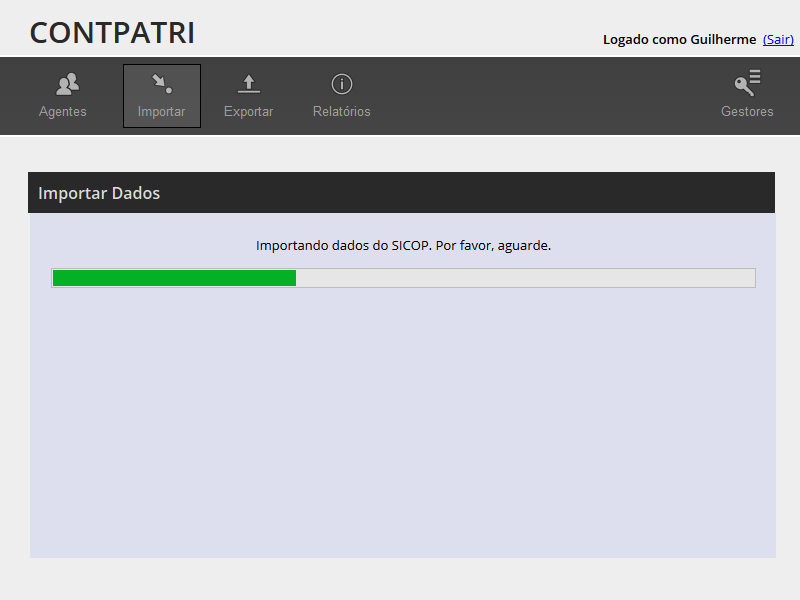 CONTPATRI
Logado como Guilherme (Sair)
Agentes
Importar
Exportar
Relatórios
Gestores
Importar Dados
Importando dados do SICOP. Por favor, aguarde.